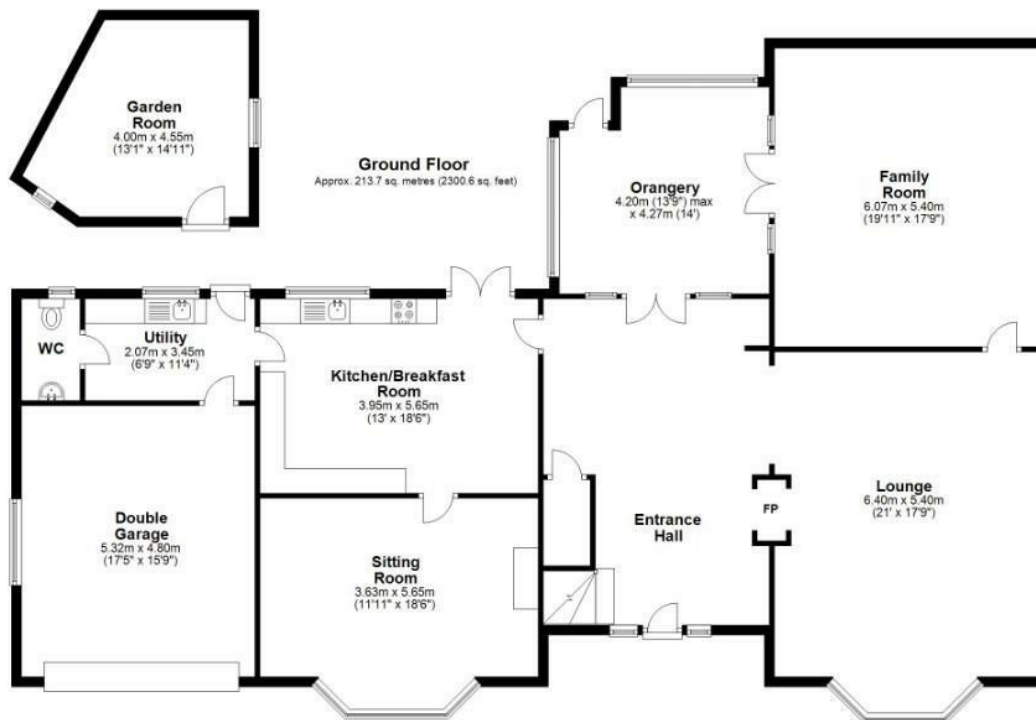 Garden
Room
4.00m x 4.55m
(13'1" x 14'11")
Ground Floor
Approx. 213.7 sq. metres (2300.6 sq. feet)
Orangery
4.20m (13'9") max
x 4.27m (14')
Family
Room
6.07m x 5.40m
(19'11" x 17'9")
WC
Utility
2.07m x 3.45m
(6'9" x 11'4")
Kitchen/Breakfast
Room
3.95m x 5.65m
(13' x 18'6")
Double
Garage
5.32m x 4.80m
(17'5" x 15'9")
Sitting
Room
3.63m x 5.65m
(11'11" x 18'6")
Entrance
Hall
FP
Lounge
6.40m x 5.40m
(21' x 17'9")